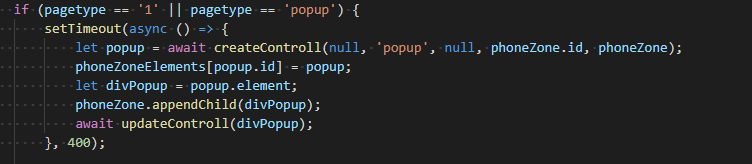 if (pagetype == '1' || pagetype == 'popup') {
setTimeout(async () => {
let popup = await createControll(null, 'popup', null, phoneZone.id, phoneZone);
phoneZoneElements[popup.id] = popup;
let divPopup = popup.element;
phoneZone.appendChild(divPopup);
await updateControll(divPopup);
}, 400);